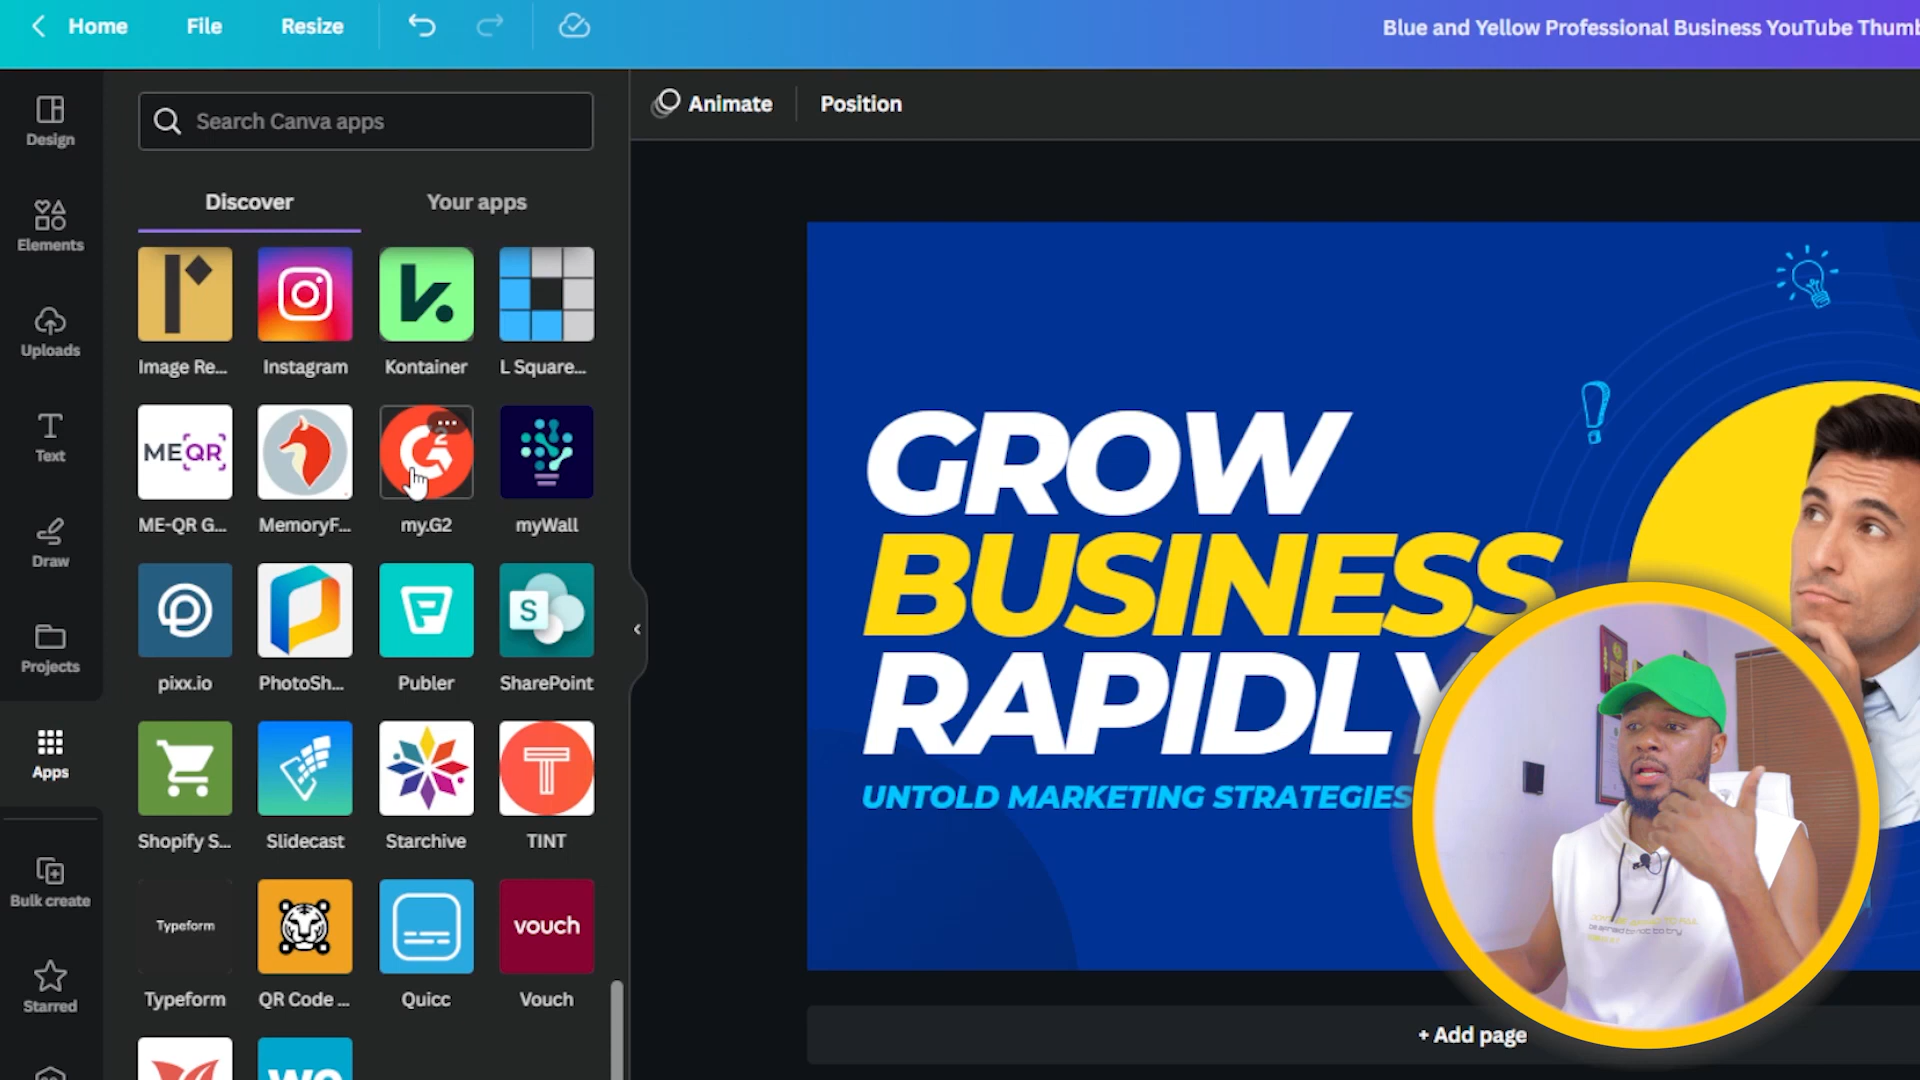 Home File Resize
Blue and Yellow Professional Business YouTube Thumb
Design
Elements
Uploads
Text
Draw
Projects
Apps
Bulk create
Starred
Search Canva apps
Discover Your apps
Image Re... Instagram Kontainer L Square...
MEQR
ME-QR G... MemoryF... my.G2 myWall
S
pixx.io PhotoSh... Publer SharePoint
T
Shopify S... Slidecast Starchive TINT
Typeform vouch
Typeform QR Code ... Quicc Vouch
Animate Position
GROW
BUSINESS
RAPIDLY
UNTOLD MARKETING STRATEGIES
+ Add page